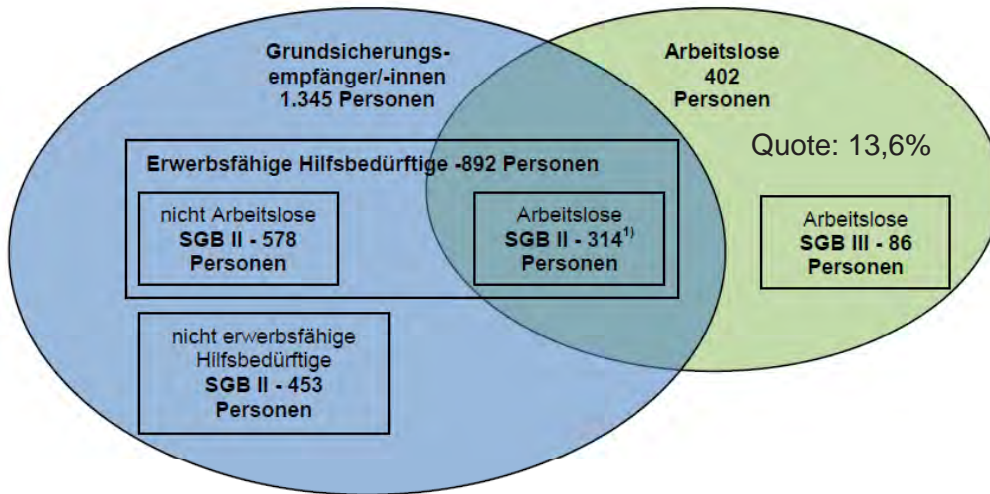 Grundsicherungs-
empfänger/-innen
1.345 Personen
Arbeitslose
402
Personen
Quote: 13,6%
Erwerbsfähige Hilfsbedürftige -892 Personen
nicht Arbeitslose
SGB II - 578
Personen
Arbeitslose
SGB II - 314¹⁾
Personen
Arbeitslose
SGB III - 86
Personen
nicht erwerbsfähige
Hilfsbedürftige
SGB II - 453
Personen